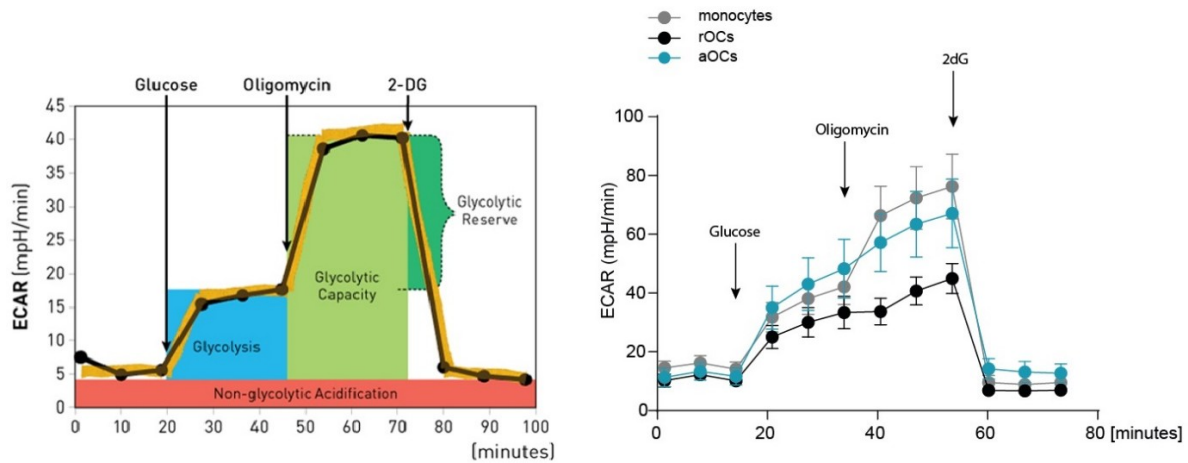 Glucose
Oligomycin
2-DG
ECAR (mpH/min)
45
40
35
30
25
20
15
10
5
0
Glycolysis
Glycolytic
Capacity
Glycolytic
Reserve
Non-glycolytic Acidification
0 10 20 30 40 50 60 70 80 90 100
(minutes)
monocytes
rOCs
aOCs
2dG
Oligomycin
Glucose
ECAR (mpH/min)
100
80
60
40
20
0
0 20 40 60 80 [minutes]